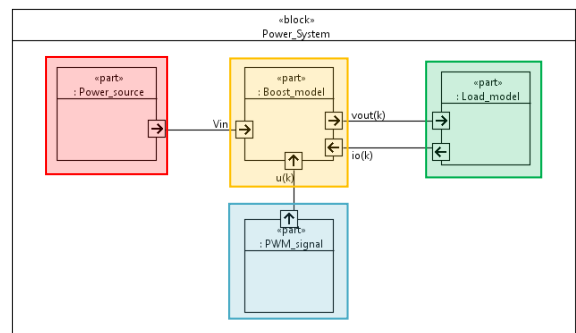 «block»
Power_System
«part»
: Power_source
«part»
: Boost_model
«part»
: Load_model
Vin
vout(k)
io(k)
u(k)
«part»
: PWM_signal